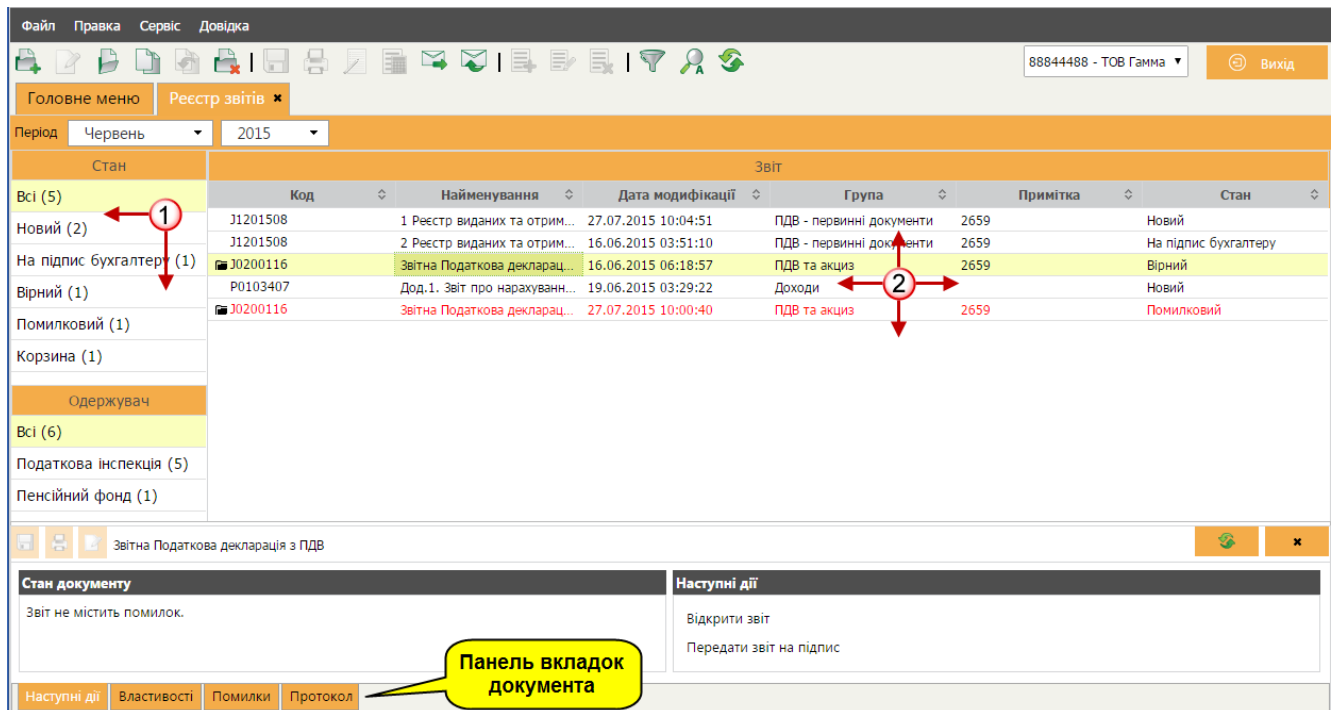 Файл Правка Сервіс Довідка
88844488 - ТОВ Гамма Вихід
Головне меню Реєстр звітів
Період Червень 2015
Стан Звіт
Код Найменування Дата модифікації Група Примітка Стан
Всі (5)
Новий (2)
На підпис бухгалтеру (1)
Вірний (1)
Помилковий (1)
Корзина (1)
1
J1201508 1 Реєстр виданих та отрим... 27.07.2015 10:04:51 ПДВ - первинні документи 2659 Новий
J1201508 2 Реєстр виданих та отрим... 16.06.2015 03:51:10 ПДВ - первинні документи 2659 На підпис бухгалтеру
J0200116 Звітна Податкова декларац... 16.06.2015 06:18:57 ПДВ та акциз 2659 Вірний
P0103407 Дод.1. Звіт про нарахуванн... 19.06.2015 03:29:22 Доходи Новий
J0200116 Звітна Податкова декларац... 27.07.2015 10:00:40 ПДВ та акциз 2659 Помилковий
2
Одержувач
Всі (6)
Податкова інспекція (5)
Пенсійний фонд (1)
Звітна Податкова декларація з ПДВ
Стан документу Наступні дії
Звіт не містить помилок.
Відкрити звіт
Передати звіт на підпис
Панель вкладок
документа
Наступні дії Властивості Помилки Протокол